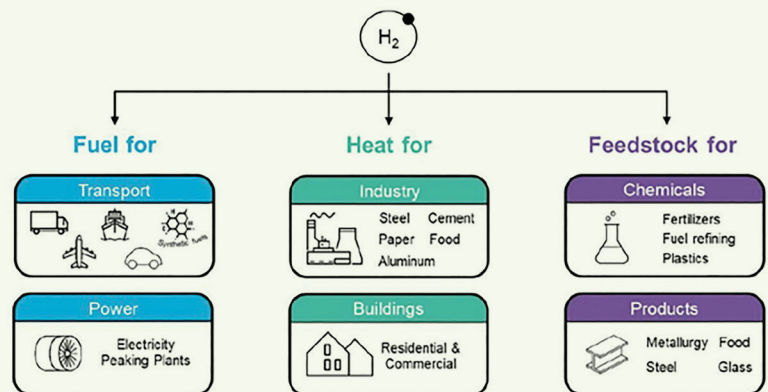 H2
Fuel for
Heat for
Feedstock for
Transport
Synthetic fuels
Industry
Steel Cement
Paper Food
Aluminum
Chemicals
Fertilizers
Fuel refining
Plastics
Power
Electricity
Peaking Plants
Buildings
Residential &
Commercial
Products
Metallurgy Food
Steel Glass